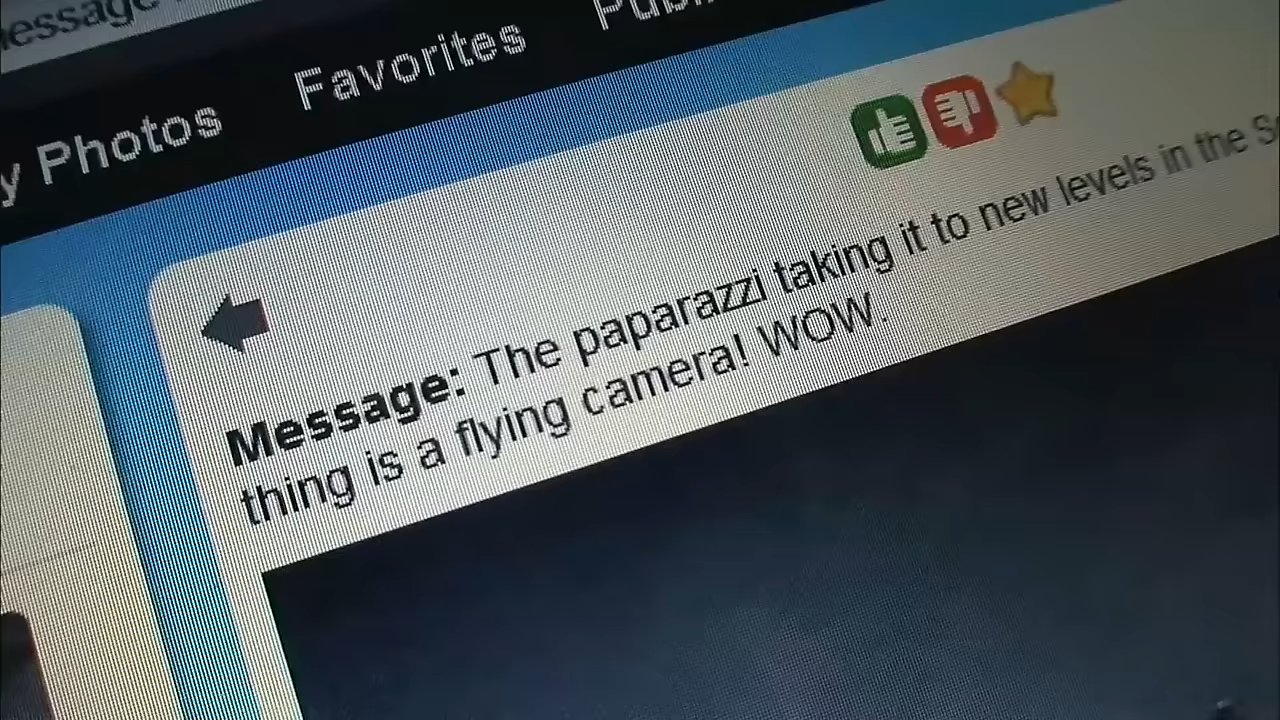 Photos
Favorites
Message: The paparazzi taking it to new levels in the
thing is a flying camera! WOW.